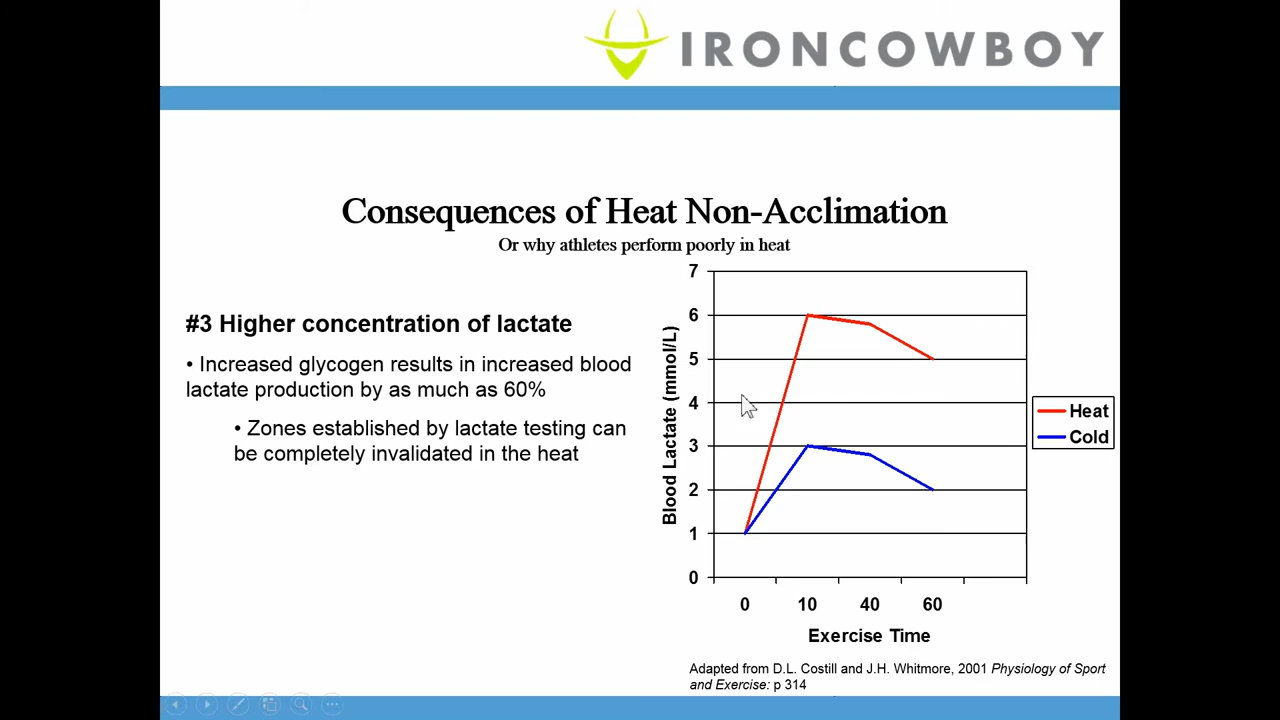 IRONCOWBOY
Consequences of Heat Non-Acclimation
Or why athletes perform poorly in heat
#3 Higher concentration of lactate
• Increased glycogen results in increased blood
lactate production by as much as 60%
• Zones established by lactate testing can
be completely invalidated in the heat
7
6
5
4
3
2
1
0
Blood Lactate (mmol/L)
0 10 40 60
Exercise Time
Heat
Cold
Adapted from D.L. Costill and J.H. Whitmore, 2001 Physiology of Sport
and Exercise: p 314